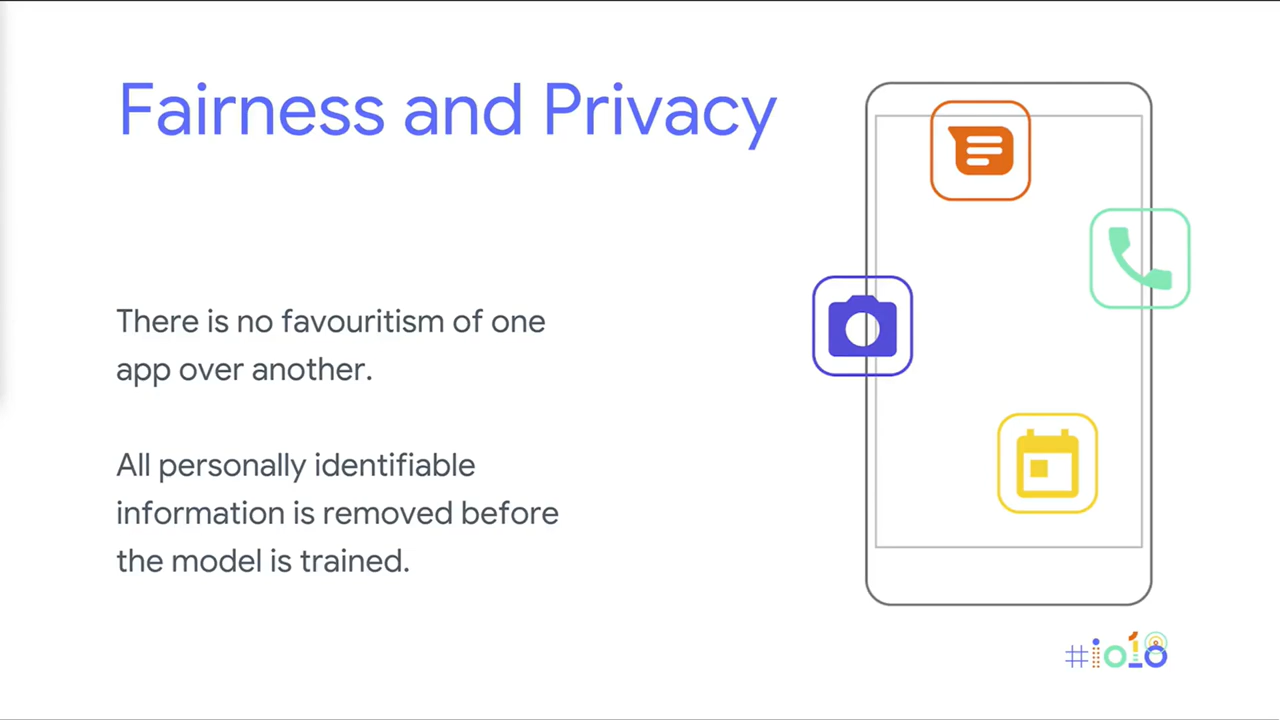 Fairness and Privacy
There is no favouritism of one
app over another.
All personally identifiable
information is removed before
the model is trained.
#io18